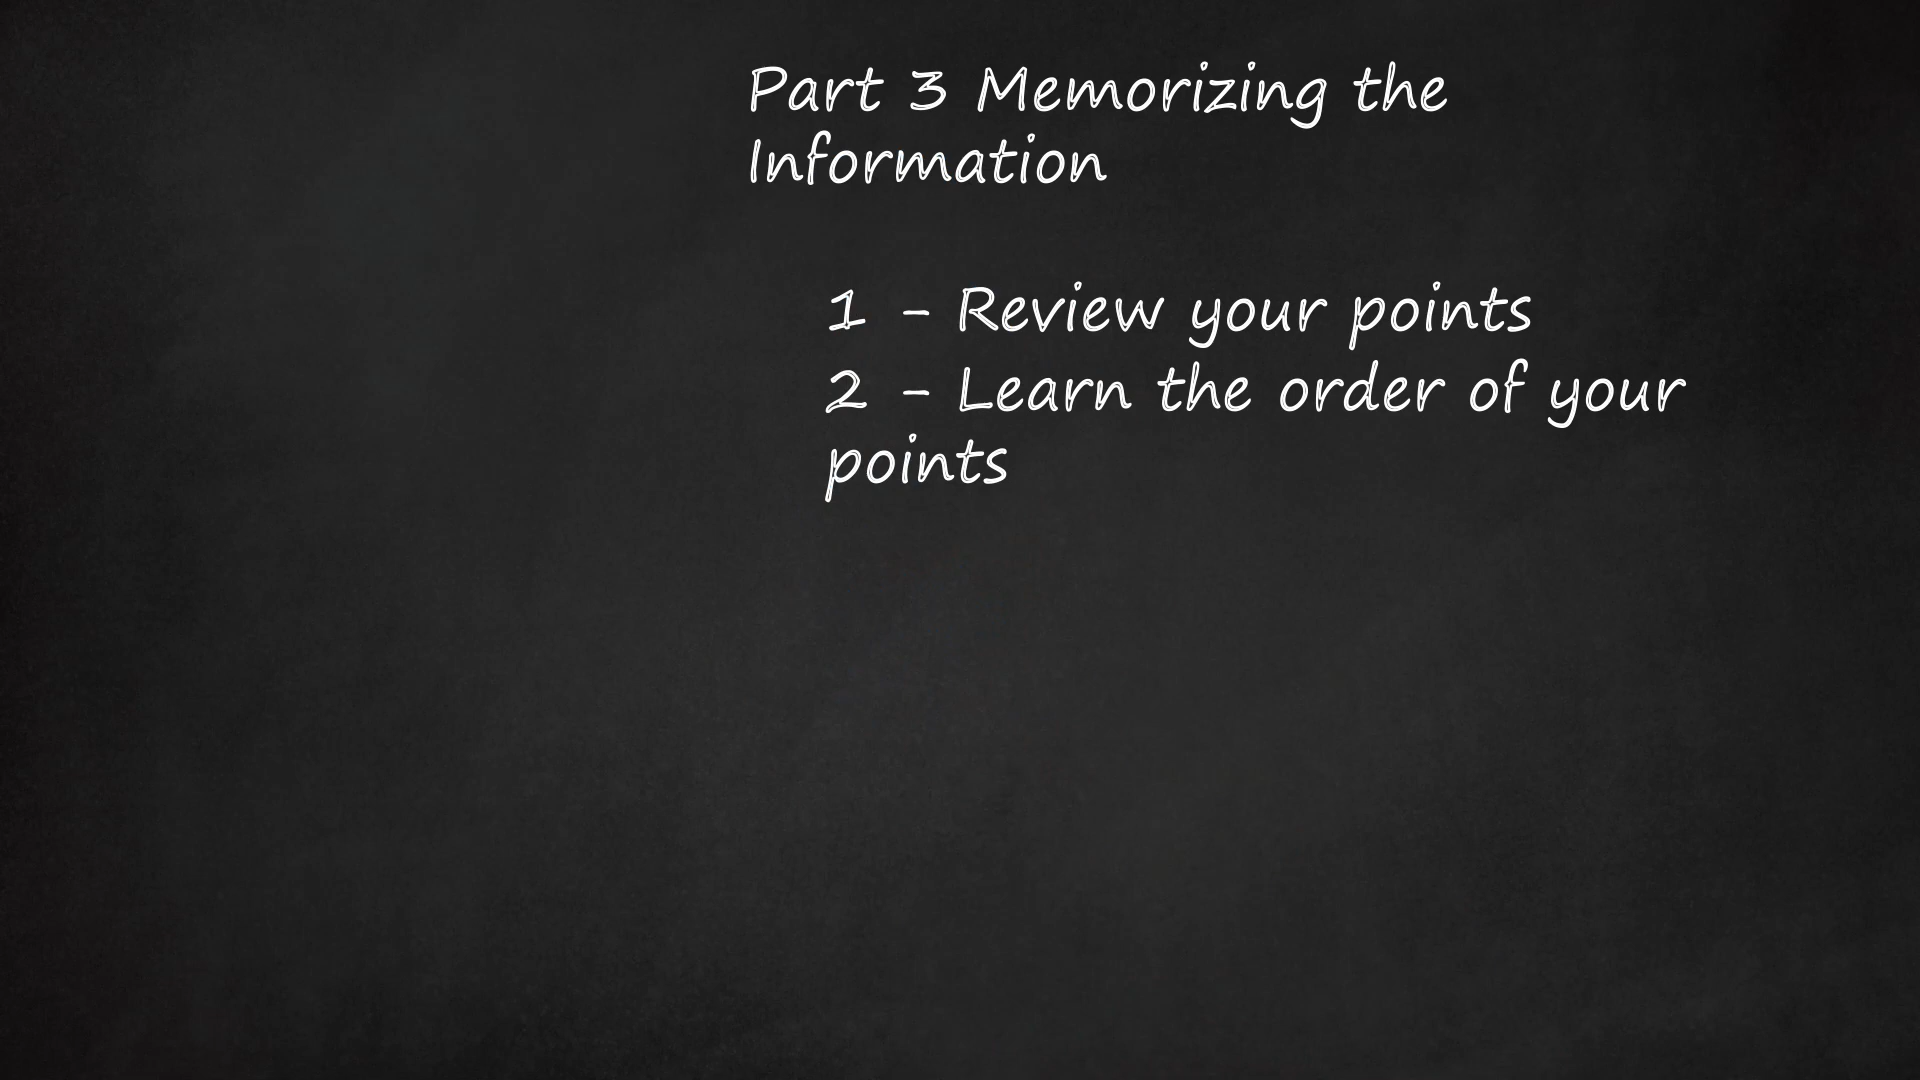 Part 3 Memorizing the
Information
1 - Review your points
2 - Learn the order of your
points